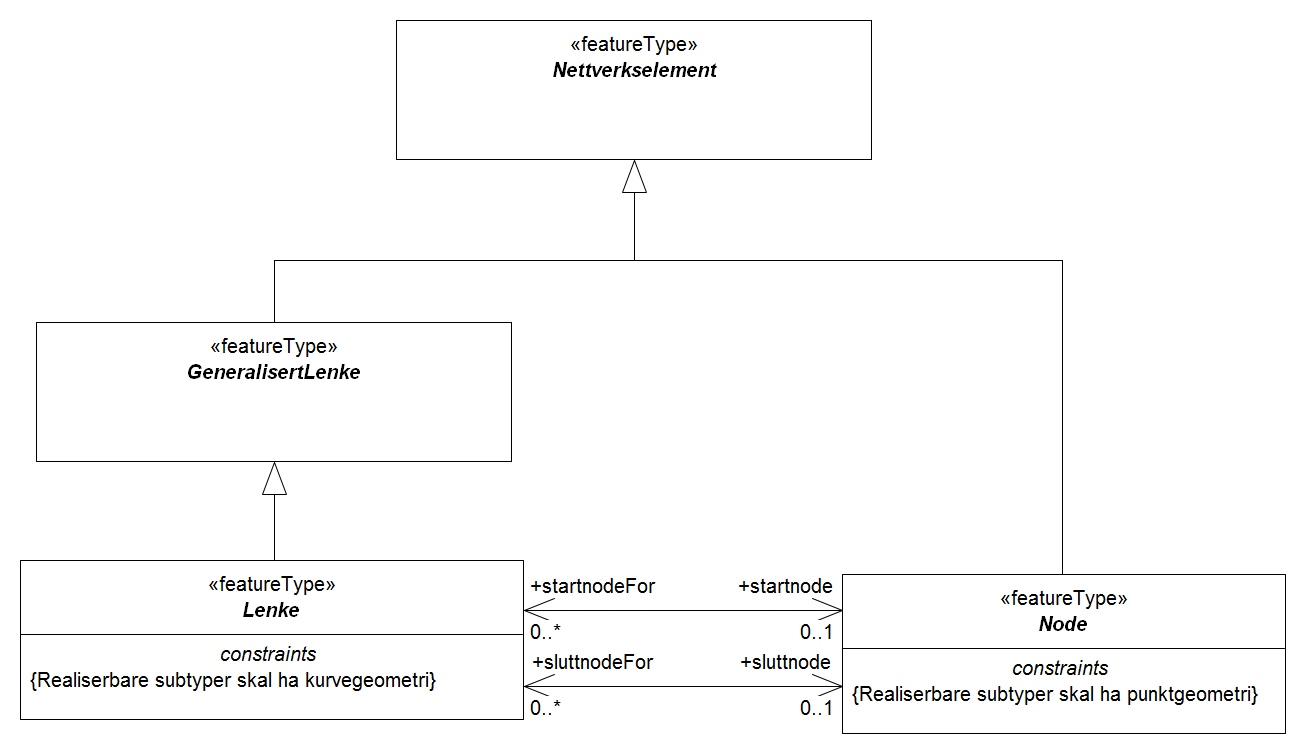 «featureType»
Nettverkselement
«featureType»
GeneralisertLenke
«featureType»
Lenke
constraints
{Realiserbare subtyper skal ha kurvegeometri}
+startnodeFor
+startnode
0..*
0..1
+sluttnodeFor
+sluttnode
0..*
0..1
«featureType»
Node
constraints
{Realiserbare subtyper skal ha punktgeometri}